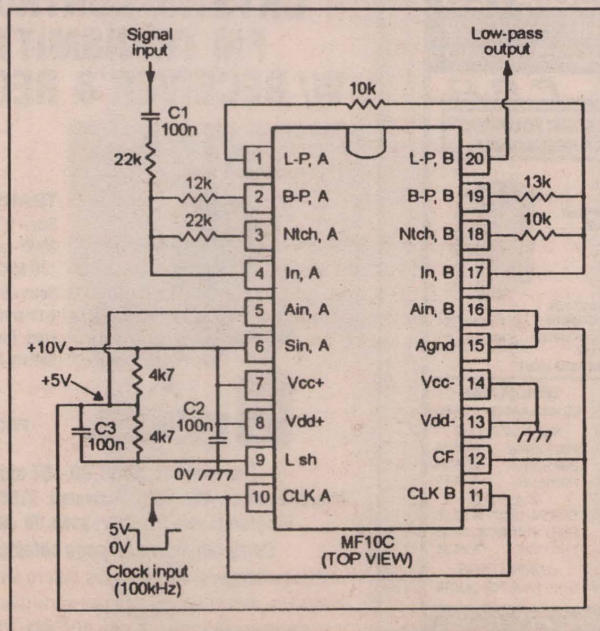 Signal
input
Low-pass
output
C1
100n
10k
22k
12k
22k
13k
10k
1 L-P, A
2 B-P, A
3 Ntch, A
4 In, A
5 Ain, A
6 Sin, A
7 Vcc+
8 Vdd+
9 L sh
10 CLK A
L-P, B 20
B-P, B 19
Ntch, B 18
In, B 17
Ain, B 16
Agnd 15
Vcc- 14
Vdd- 13
CF 12
CLK B 11
+10V
+5V
4k7
4k7
C3
100n
C2
100n
0V
5V
0V
Clock input
(100kHz)
MF10C
(TOP VIEW)